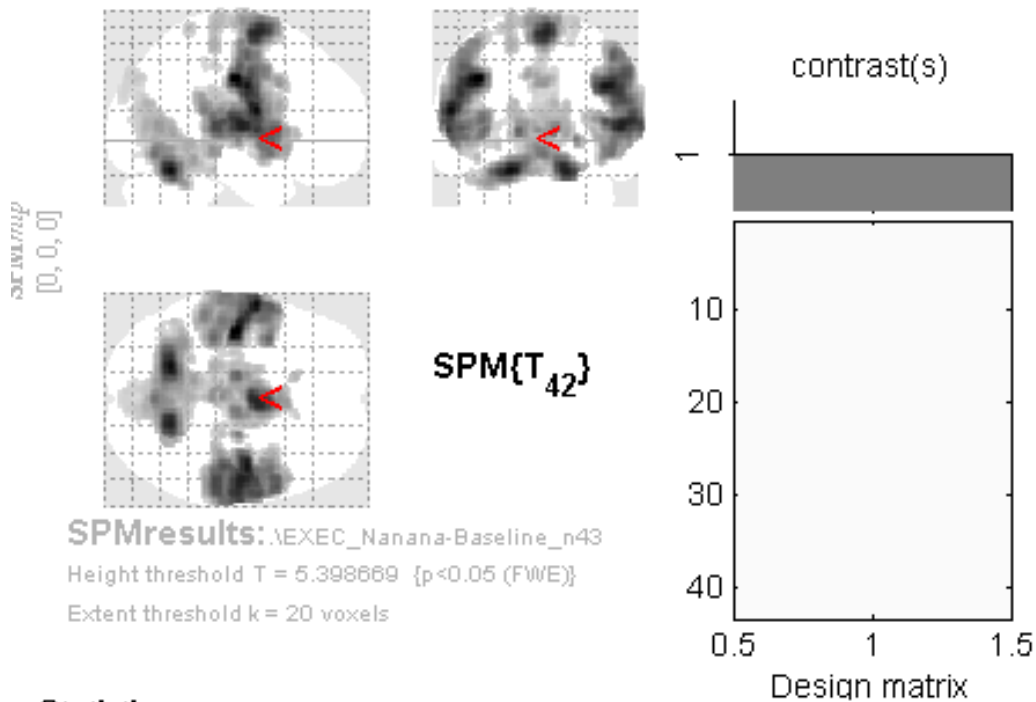 contrast(s)
1
SPMmip
[0, 0, 0]
<
<
<
SPM{T42}
10
20
30
40
0.5
1
1.5
Design matrix
SPMresults: .\EXEC_Nanana-Baseline_n43
Height threshold T = 5.398669 {p<0.05 (FWE)}
Extent threshold k = 20 voxels